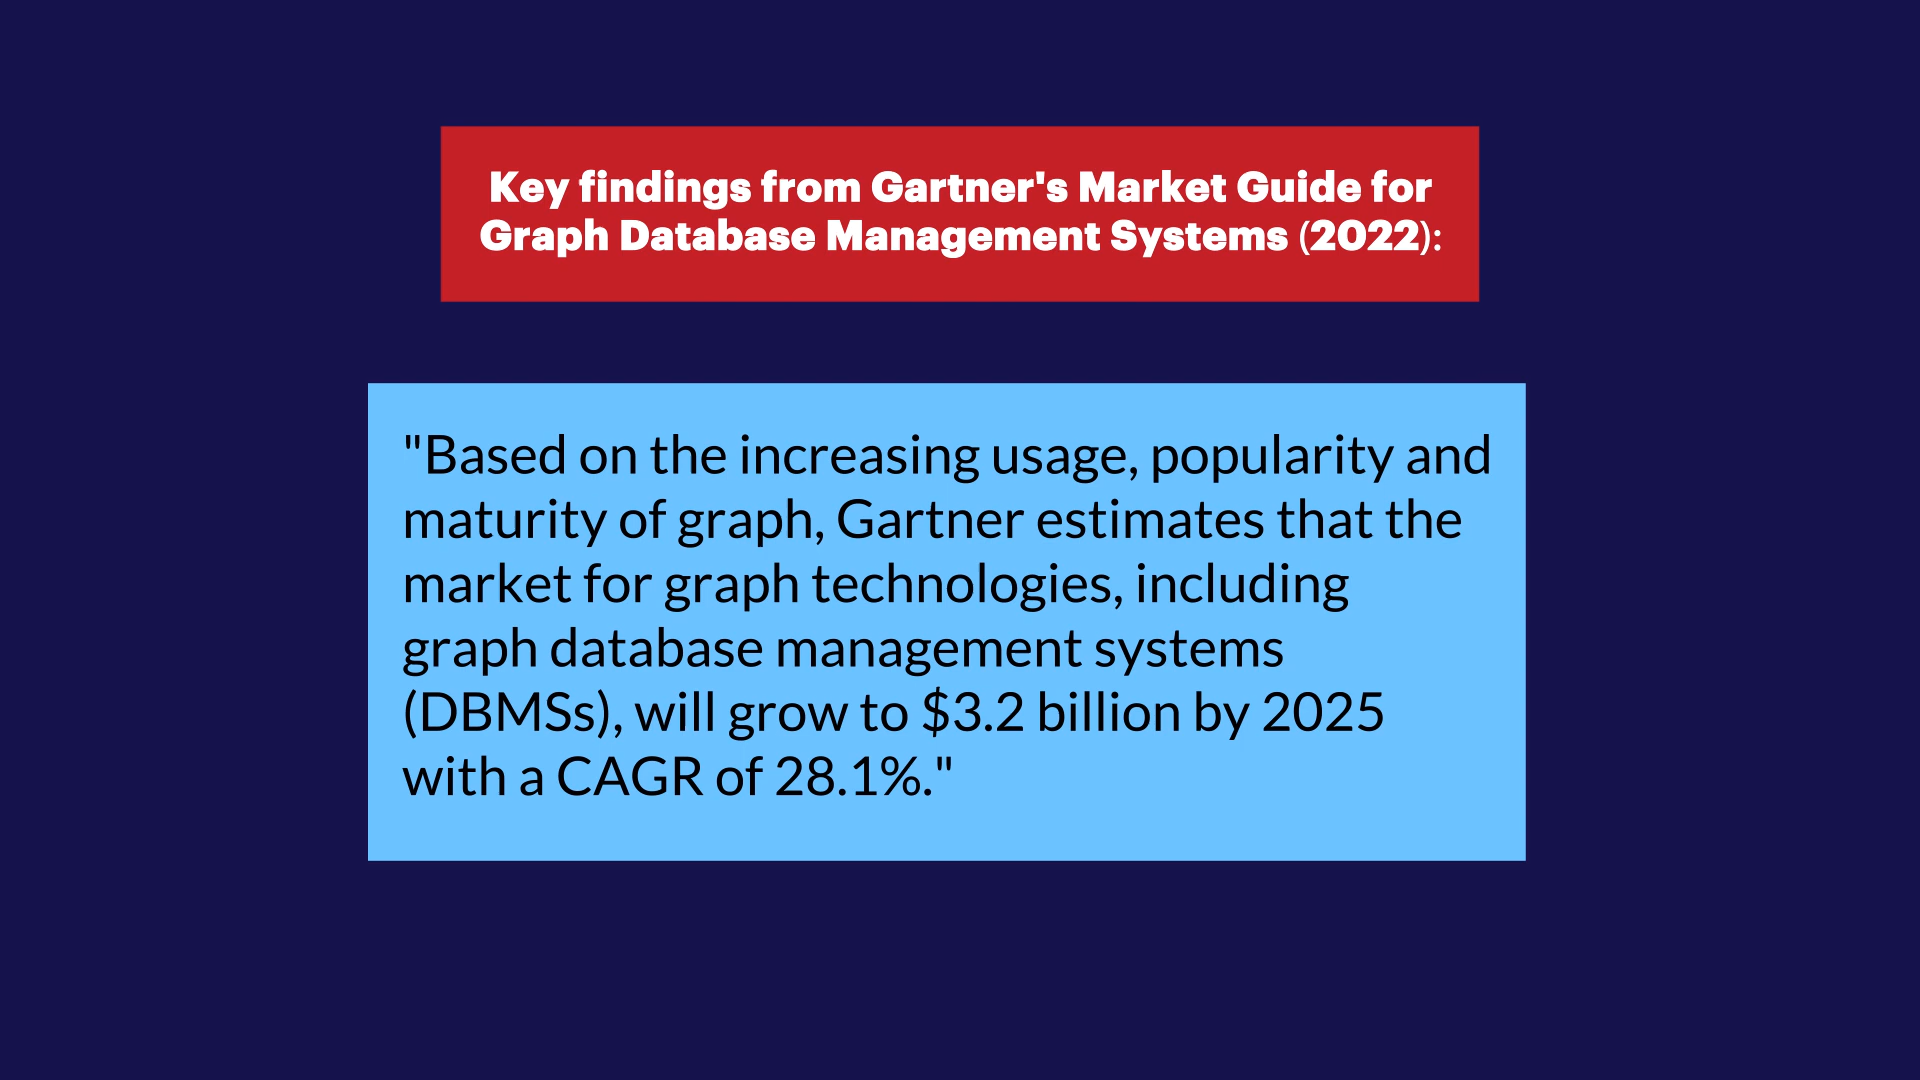 Key findings from Gartner's Market Guide for
Graph Database Management Systems (2022):
"Based on the increasing usage, popularity and
maturity of graph, Gartner estimates that the
market for graph technologies, including
graph database management systems
(DBMSs), will grow to $3.2 billion by 2025
with a CAGR of 28.1%."